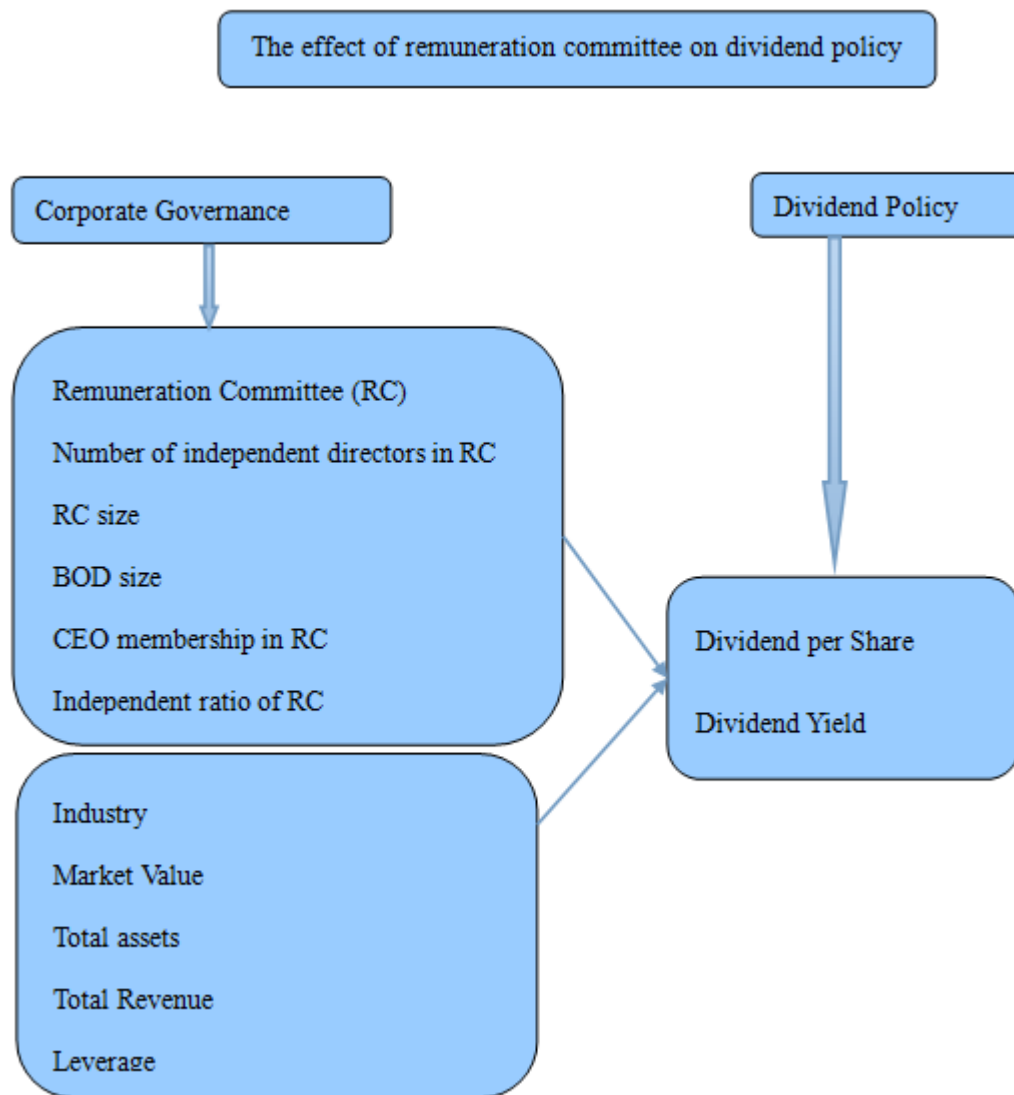 The effect of remuneration committee on dividend policy
Corporate Governance
Dividend Policy
Remuneration Committee (RC)
Number of independent directors in RC
RC size
BOD size
CEO membership in RC
Independent ratio of RC
Dividend per Share
Dividend Yield
Industry
Market Value
Total assets
Total Revenue
Leverage